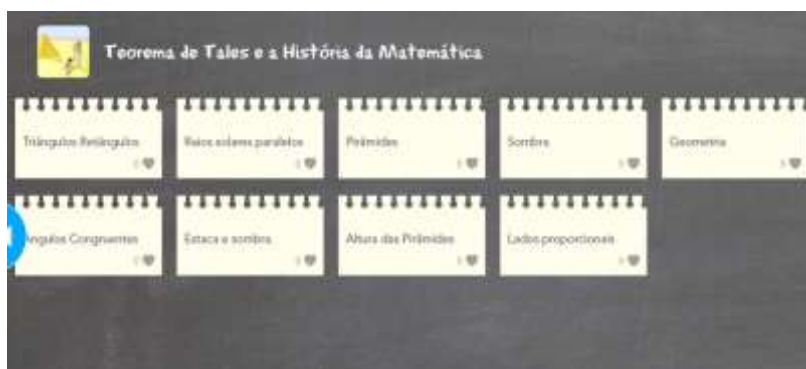 Teorema de Tales e a História da Matemática
Triângulos Retângulos
Raios solares paralelos
Pirâmides
Sombra
Geometria
Angulos Congruentes
Estaca e sombra
Altura das Pirâmides
Lados proporcionais